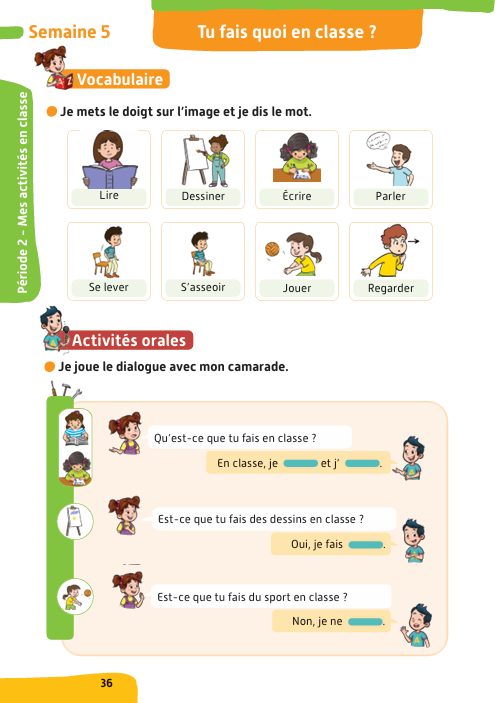 Semaine 5
Tu fais quoi en classe ?
Vocabulaire
Période 2 - Mes activités en classe
Je mets le doigt sur l'image et je dis le mot.
Lire
Dessiner
Écrire
Parler
Se lever
S'asseoir
Jouer
Regarder
Activités orales
Je joue le dialogue avec mon camarade.
Qu'est-ce que tu fais en classe ?
En classe, je et j' .
Est-ce que tu fais des dessins en classe ?
Oui, je fais .
Est-ce que tu fais du sport en classe ?
Non, je ne .
36